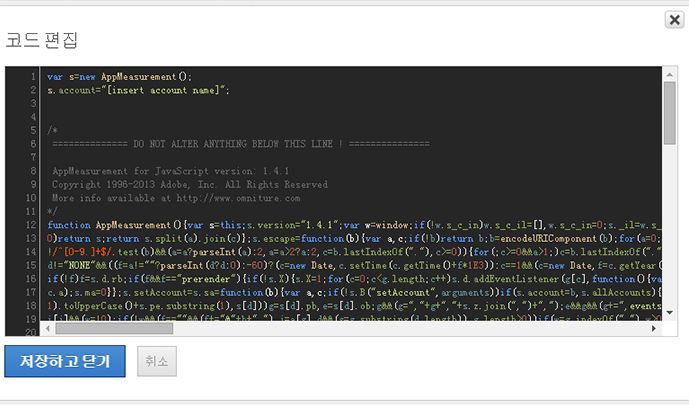 코드 편집
1 var s=new AppMeasurement();
2 s.account="[insert account name]";
3
4
5 /*
6 ============== DO NOT ALTER ANYTHING BELOW THIS LINE ! ===============
7
8 AppMeasurement for JavaScript version: 1.4.1
9 Copyright 1996-2013 Adobe, Inc. All Rights Reserved
10 More info available at http://www.omniture.com
11 */
12 function AppMeasurement(){var s=this;s.version="1.4.1";var w=window;if(!w.s_c_in)w.s_c_il=[],w.s_c_in=0;s._il=w.s_
13 0)return s;return s.split(a).join(c)};s.escape=function(b){var a,c;if(!b)return b;b=encodeURIComponent(b);for(a=0;
14 !/^[0-9.]+$/.test(b)&&(a=a?parseInt(a):2,a=a>2?a:2,c=b.lastIndexOf("."),c>=0)){for(;c>=0&&a>1;)c=b.lastIndexOf("."
15 d!="NONE"&&((f=a!=""?parseInt(d?d:0):-60)?(c=new Date,c.setTime(c.getTime()+f*1E3)):c==1&&(c=new Date,f=c.getYear(
16 if(!f)f=s.d.rb;if(f&&f=="prerender"){if(!s.X){s.X=1;for(c=0;c<g.length;c++)s.d.addEventListener(g[c],function(){va
17 c,a);s.ma=0}};s.setAccount=s.sa=function(b){var a,c;if(!s.B("setAccount",arguments))if(s.account=b,s.allAccounts){
18 1).toUpperCase()+s.pe.substring(1),s[d]))g=s[d].pb,e=s[d].ob;g&&(g=","+g+","+s.z.join(",")+",");e&&g&&(g+=",events
19
20
저장하고 닫기
취소